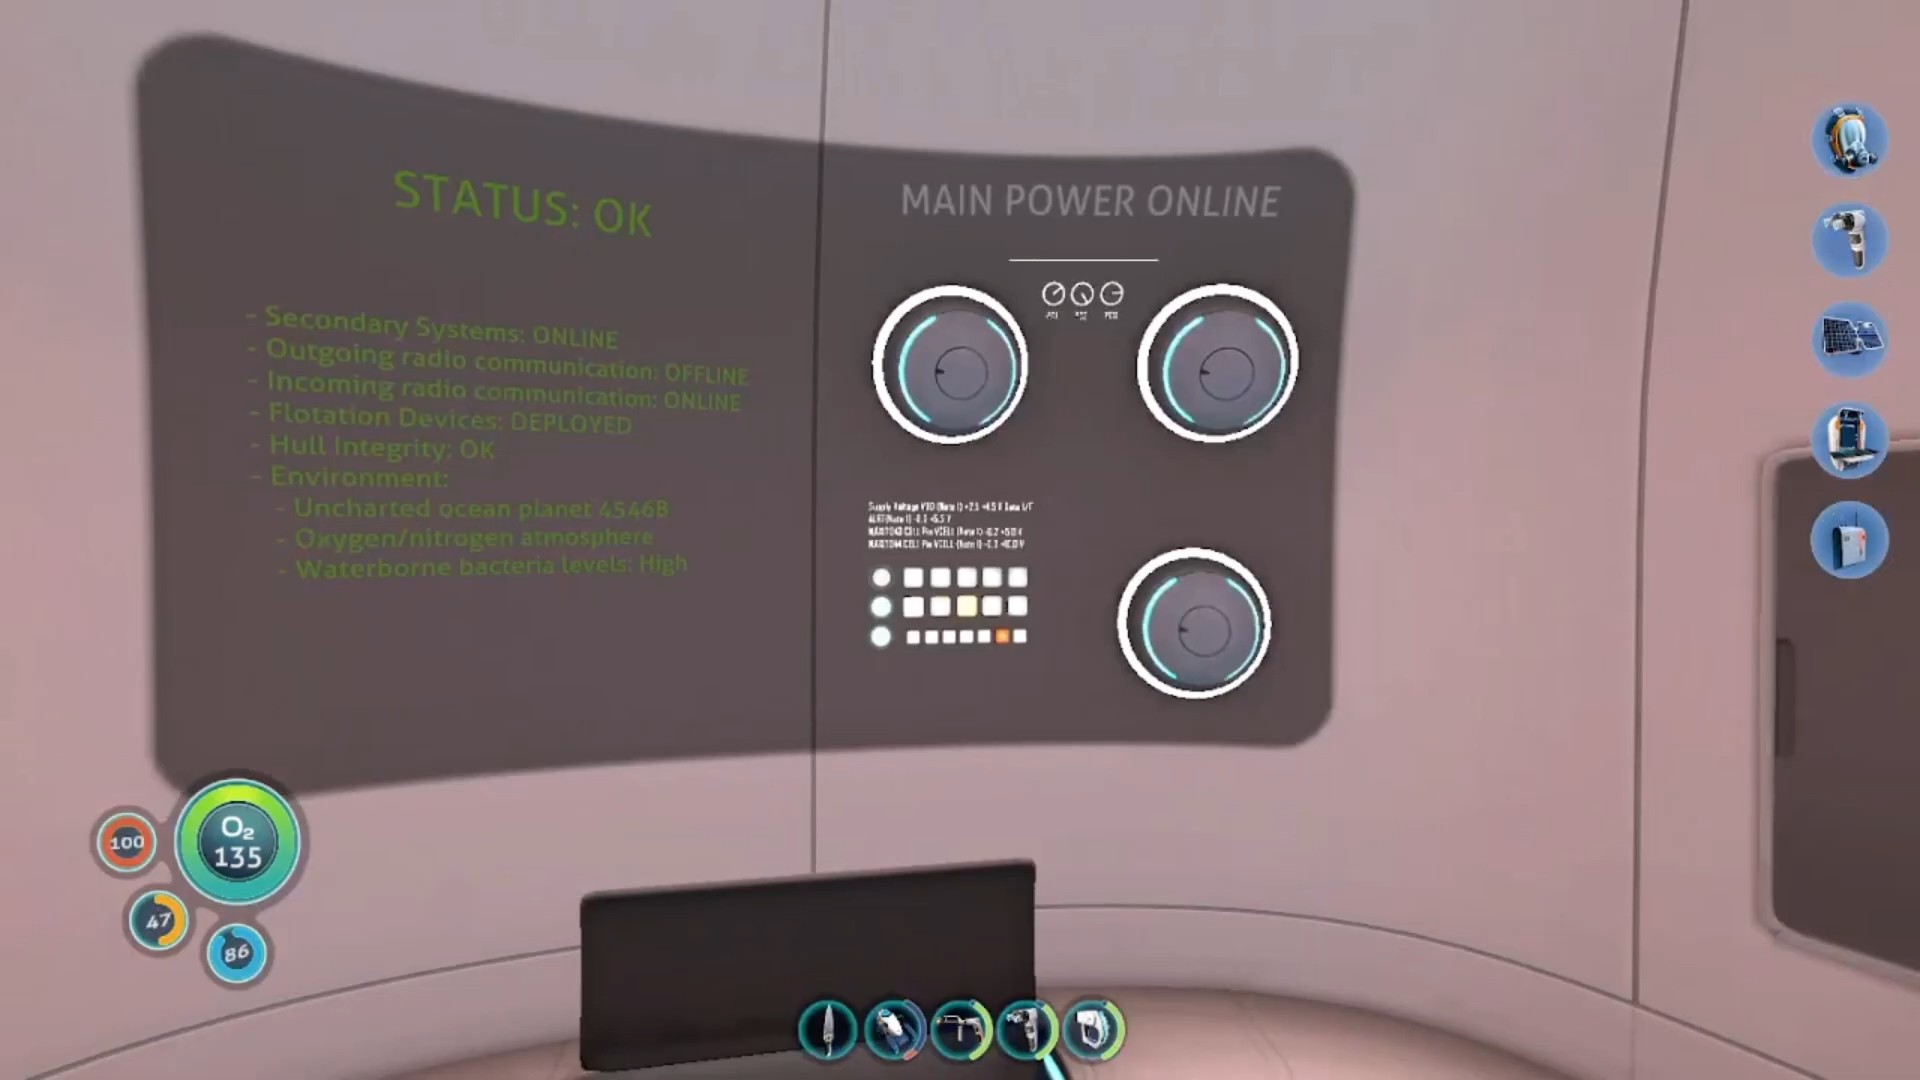 STATUS: OK
- Secondary Systems: ONLINE
- Outgoing radio communication: OFFLINE
- Incoming radio communication: ONLINE
- Flotation Devices: DEPLOYED
- Hull Integrity: OK
- Environment:
- Uncharted ocean planet 4546B
- Oxygen/nitrogen atmosphere
- Waterborne bacteria levels: High
MAIN POWER ONLINE
Supply Voltage
O₂
135
100
47
86